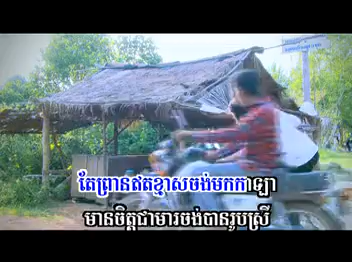 តែព្រានឥតខ្មាសចង់មកកាឡា
មានចិត្តជាមារចង់បានរូបស្រី